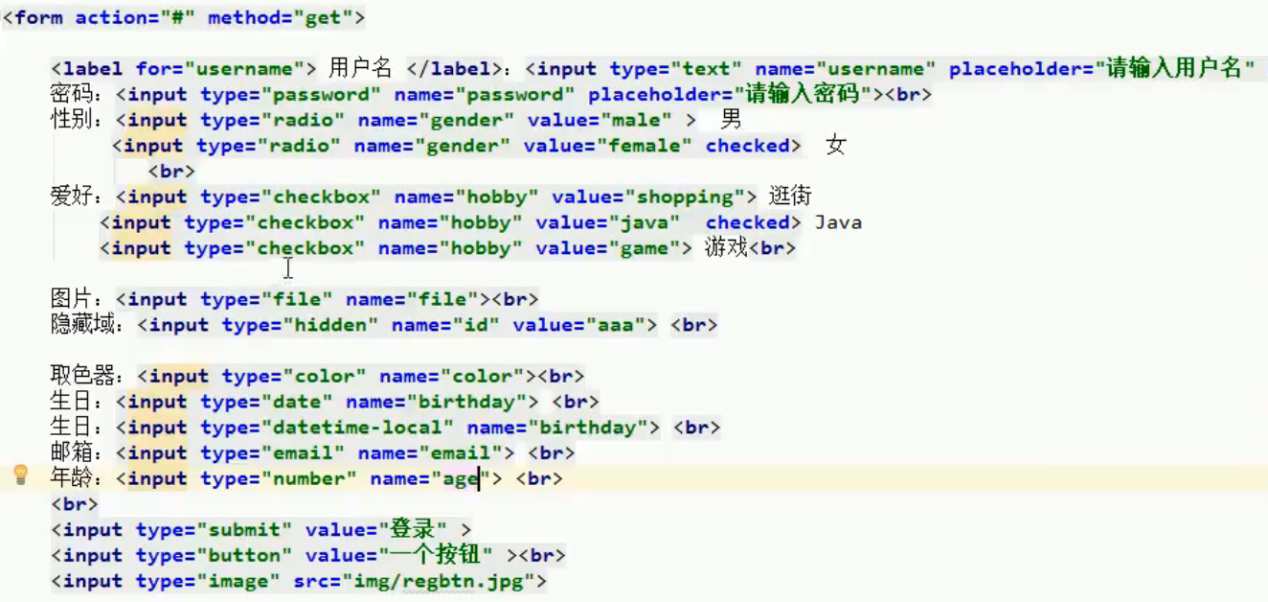 <form action="#" method="get">
<label for="username"> 用户名 </label>：<input type="text" name="username" placeholder="请输入用户名"
密码：<input type="password" name="password" placeholder="请输入密码"><br>
性别：<input type="radio" name="gender" value="male" > 男
<input type="radio" name="gender" value="female" checked> 女
<br>
爱好：<input type="checkbox" name="hobby" value="shopping"> 逛街
<input type="checkbox" name="hobby" value="java" checked> Java
<input type="checkbox" name="hobby" value="game"> 游戏<br>
图片：<input type="file" name="file"><br>
隐藏域：<input type="hidden" name="id" value="aaa"> <br>
取色器：<input type="color" name="color"><br>
生日：<input type="date" name="birthday"> <br>
生日：<input type="datetime-local" name="birthday"> <br>
邮箱：<input type="email" name="email"> <br>
年龄：<input type="number" name="age"> <br>
<br>
<input type="submit" value="登录" >
<input type="button" value="一个按钮" ><br>
<input type="image" src="img/regbtn.jpg">